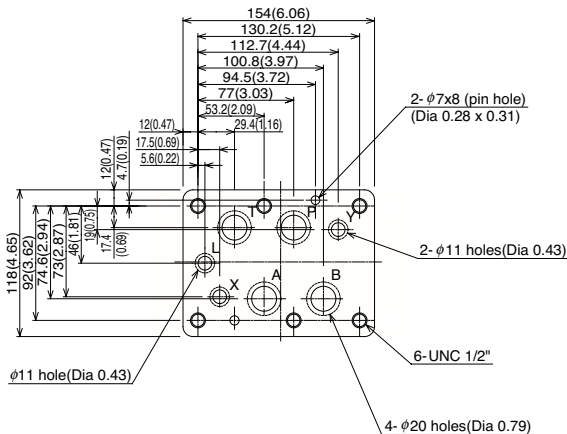 154(6.06)
130.2(5.12)
112.7(4.44)
100.8(3.97)
94.5(3.72)
77(3.03)
53.2(2.09)
12(0.47)
29.4(1.16)
17.5(0.69)
5.6(0.22)
12(0.47)
4.7(0.19)
2- φ7x8 (pin hole)
(Dia 0.28 x 0.31)
118(4.65)
92(3.62)
74.6(2.94)
73(2.87)
46(1.81)
19(0.75)
17.4
(0.69)
T
P
Y
L
X
A
B
2- φ11 holes(Dia 0.43)
6-UNC 1/2"
φ11 hole(Dia 0.43)
4- φ20 holes(Dia 0.79)